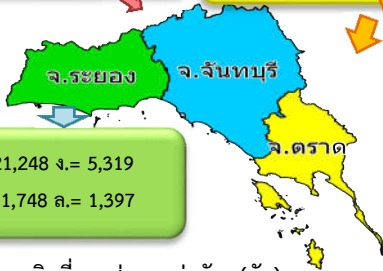 จ.ระยอง
จ.จันทบุรี
จ.ตราด
21,248 ง.= 5,319
1,748 ล.= 1,397